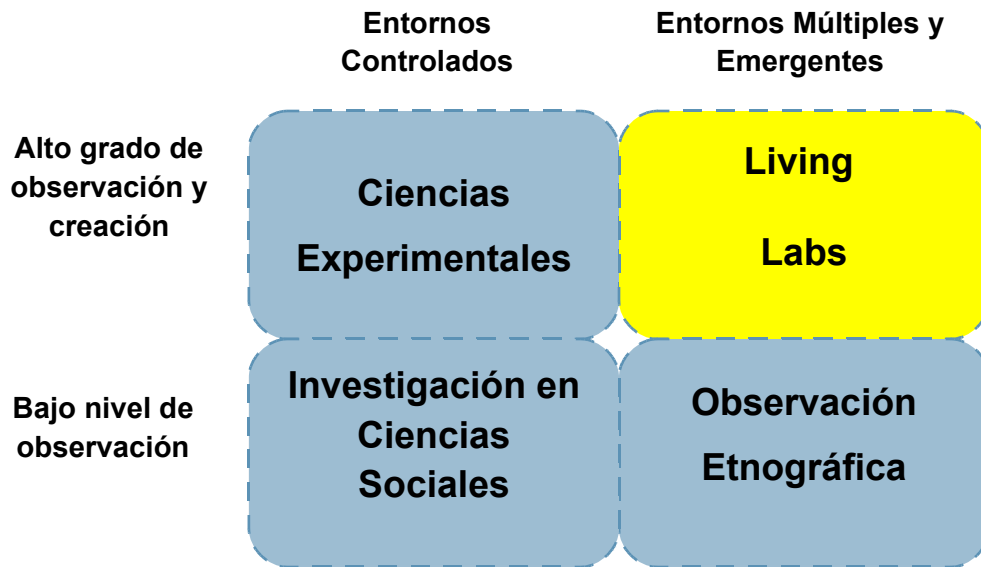 Entornos
Controlados
Entornos Múltiples y
Emergentes
Alto grado de
observación y
creación
Ciencias
Experimentales
Living
Labs
Bajo nivel de
observación
Investigación en
Ciencias
Sociales
Observación
Etnográfica